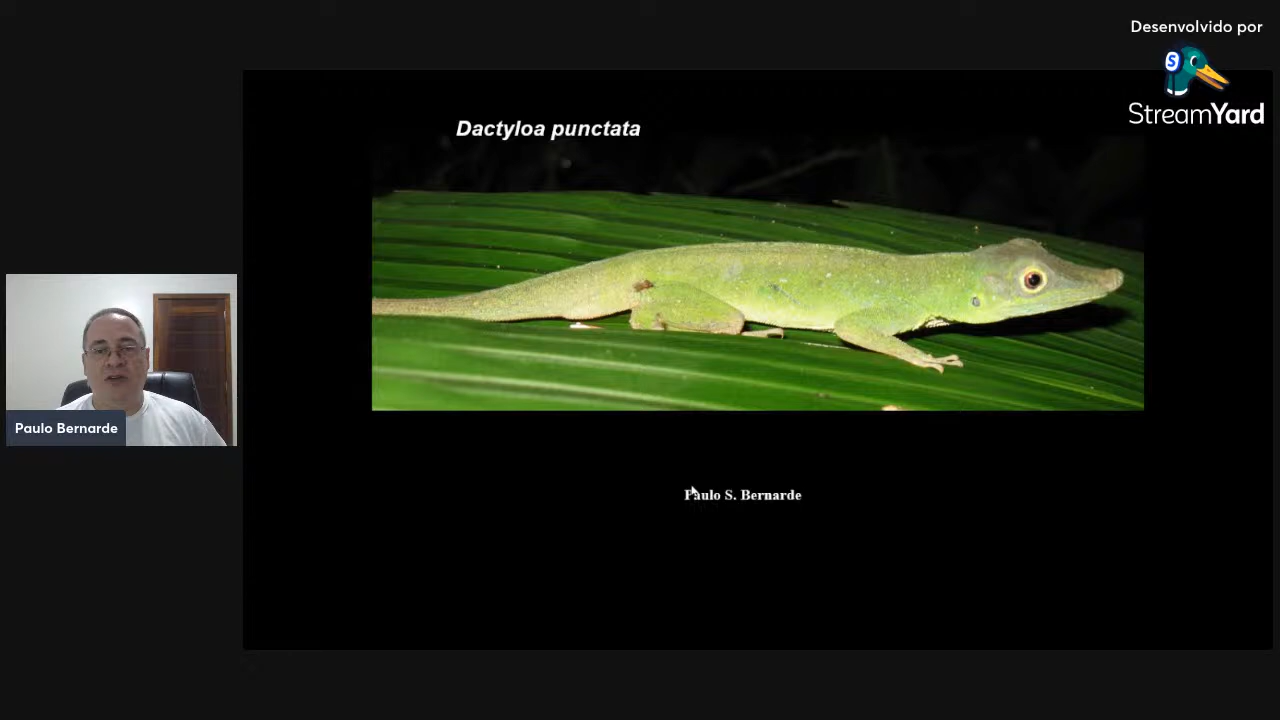 Desenvolvido por
StreamYard
Dactyloa punctata
Paulo Bernarde
Paulo S. Bernarde